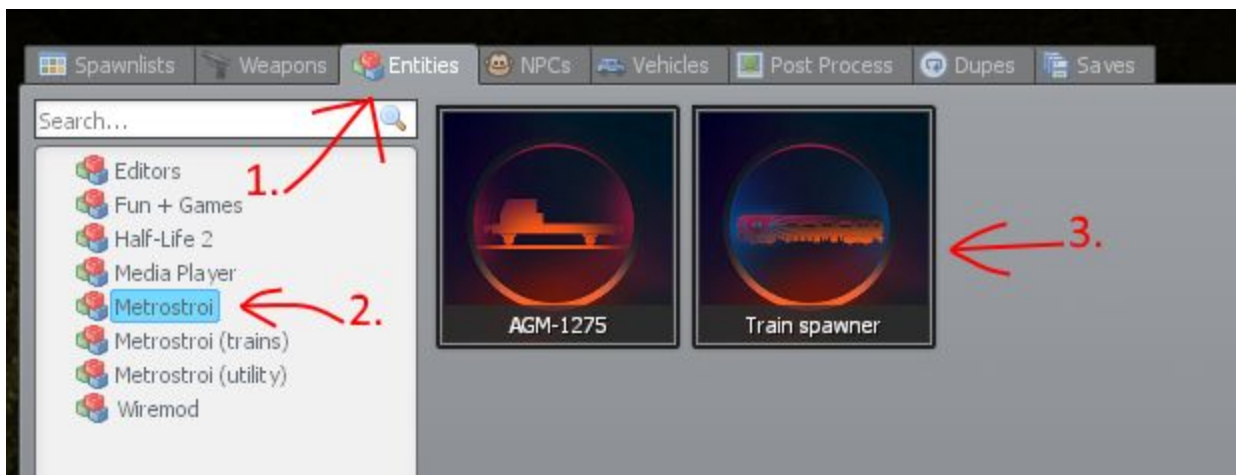 Spawnlists Weapons Entities NPCs Vehicles Post Process Dupes Saves
Search...
1.
Editors
Fun + Games
Half-Life 2
Media Player
Metrostroi
2.
Metrostroi (trains)
Metrostroi (utility)
Wiremod
AGM-1275
Train spawner
3.